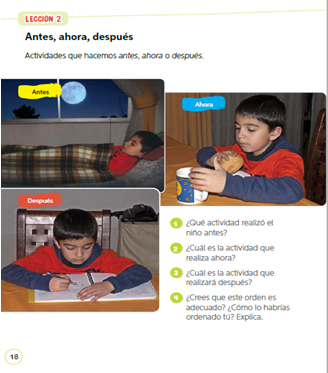 LECCIÓN 2
Antes, ahora, después
Actividades que hacemos antes, ahora o después.
Antes
Ahora
Después
1 ¿Qué actividad realizó el
niño antes?
2 ¿Cuál es la actividad que
realiza ahora?
3 ¿Cuál es la actividad que
realizará después?
4 ¿Crees que este orden es
adecuado? ¿Cómo lo habrías
ordenado tú? Explica.
18